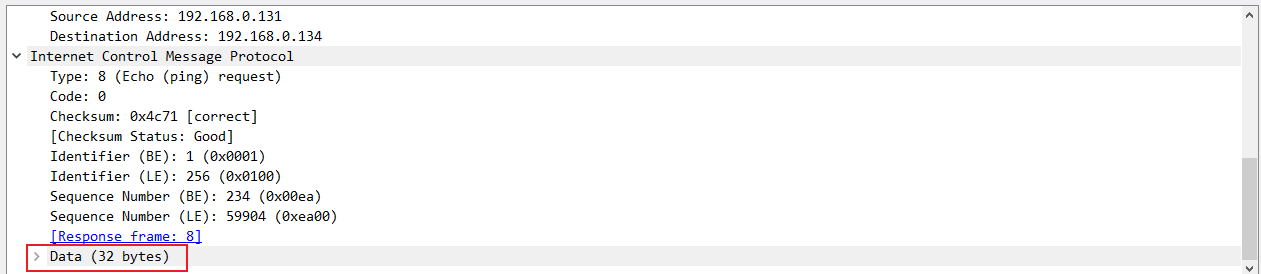 Source Address: 192.168.0.131
Destination Address: 192.168.0.134
Internet Control Message Protocol
Type: 8 (Echo (ping) request)
Code: 0
Checksum: 0x4c71 [correct]
[Checksum Status: Good]
Identifier (BE): 1 (0x0001)
Identifier (LE): 256 (0x0100)
Sequence Number (BE): 234 (0x00ea)
Sequence Number (LE): 59904 (0xea00)
[Response frame: 8]
Data (32 bytes)